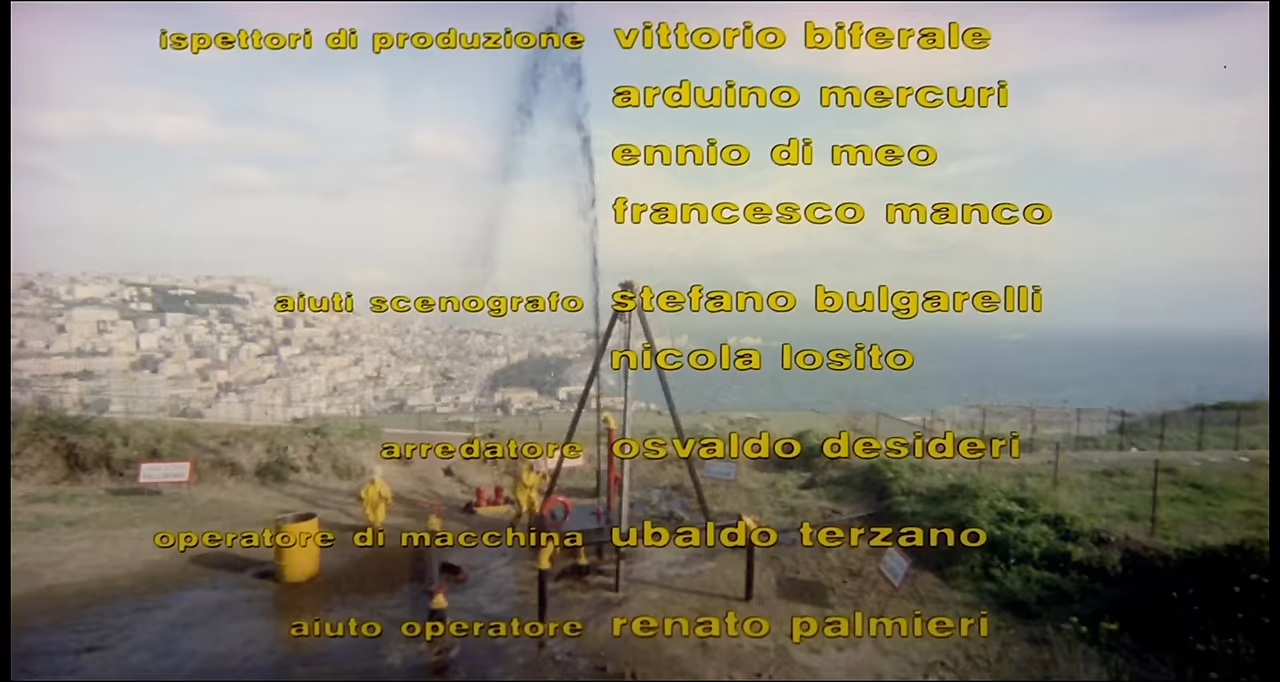 ispettori di produzione vittorio biferale
arduino mercuri
ennio di meo
francesco manco
aiuti scenografo stefano bulgarelli
nicola losito
arredatore osvaldo desideri
operatore di macchina ubaldo terzano
aiuto operatore renato palmieri